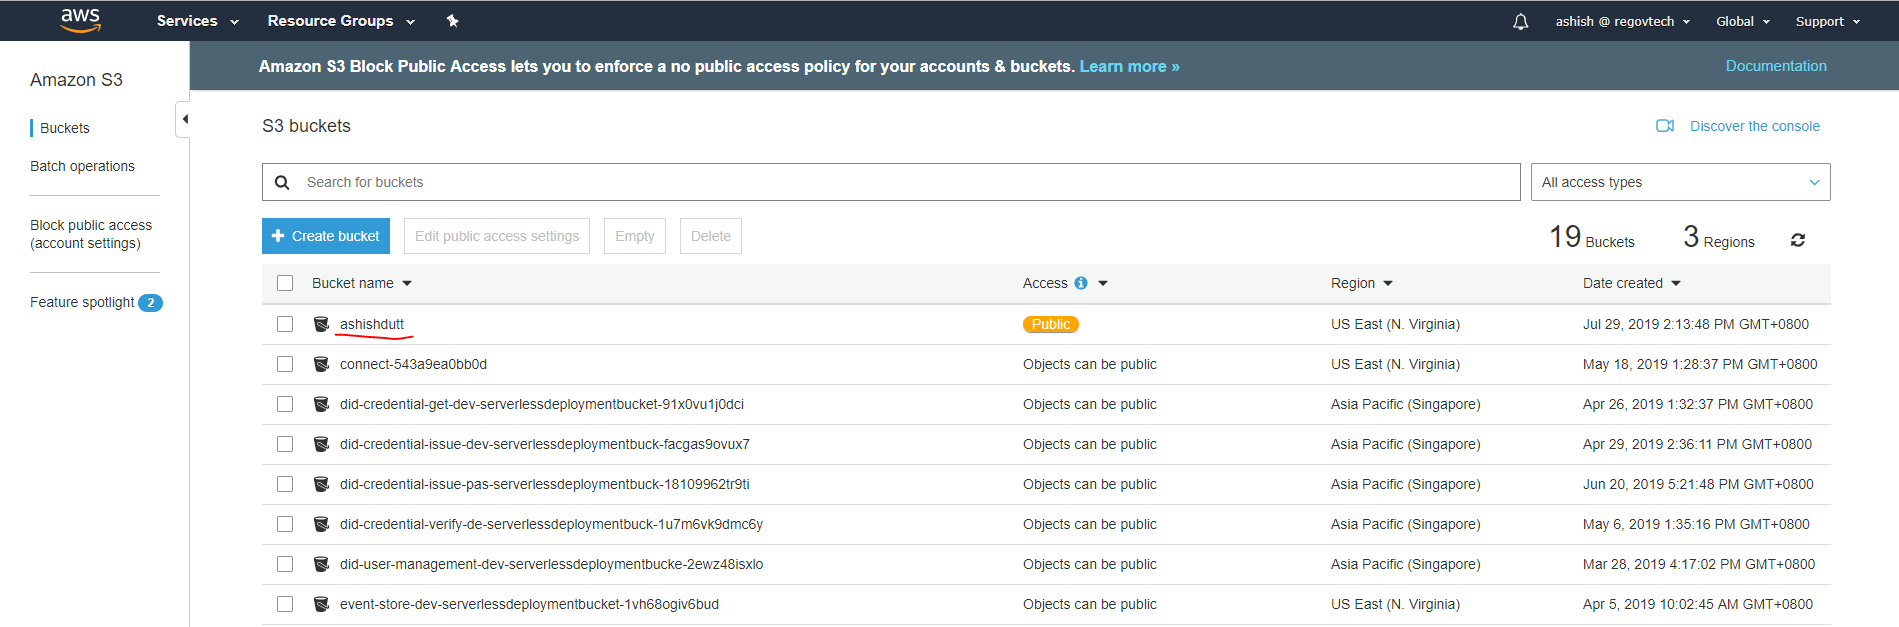 aws Services Resource Groups ashish @ regovtech Global Support
Amazon S3 Block Public Access lets you to enforce a no public access policy for your accounts & buckets. Learn more » Documentation
Amazon S3
Buckets
Batch operations
Block public access
(account settings)
Feature spotlight 2
S3 buckets Discover the console
Search for buckets All access types
Create bucket Edit public access settings Empty Delete 19 Buckets 3 Regions
Bucket name Access Region Date created
ashishdutt Public US East (N. Virginia) Jul 29, 2019 2:13:48 PM GMT+0800
connect-543a9ea0bb0d Objects can be public US East (N. Virginia) May 18, 2019 1:28:37 PM GMT+0800
did-credential-get-dev-serverlessdeploymentbucket-91x0vu1j0dci Objects can be public Asia Pacific (Singapore) Apr 26, 2019 1:32:37 PM GMT+0800
did-credential-issue-dev-serverlessdeploymentbuck-facgas9ovux7 Objects can be public Asia Pacific (Singapore) Apr 29, 2019 2:36:11 PM GMT+0800
did-credential-issue-pas-serverlessdeploymentbuck-18109962tr9ti Objects can be public Asia Pacific (Singapore) Jun 20, 2019 5:21:48 PM GMT+0800
did-credential-verify-de-serverlessdeploymentbuck-1u7m6vk9dmc6y Objects can be public Asia Pacific (Singapore) May 6, 2019 1:35:16 PM GMT+0800
did-user-management-dev-serverlessdeploymentbucke-2ewz48isxlo Objects can be public Asia Pacific (Singapore) Mar 28, 2019 4:17:02 PM GMT+0800
event-store-dev-serverlessdeploymentbucket-1vh68ogiv6bud Objects can be public US East (N. Virginia) Apr 5, 2019 10:02:45 AM GMT+0800